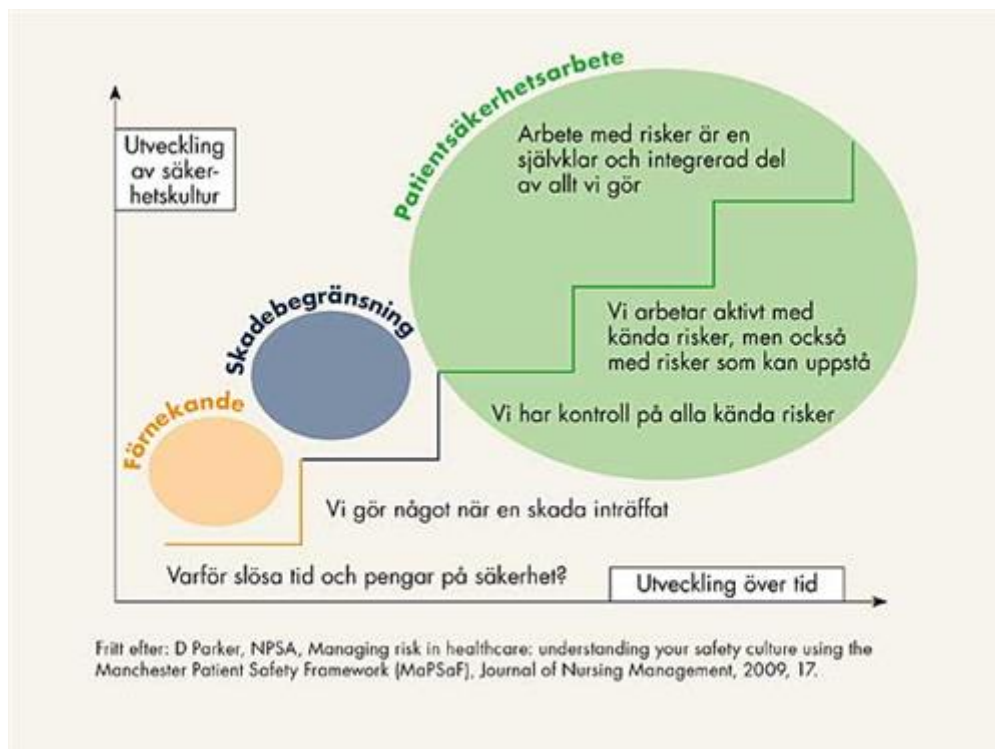 Utveckling
av säker-
hetskultur
Patientsäkerhetsarbete
Arbete med risker är en
självklar och integrerad del
av allt vi gör
Skadebegränsning
Vi arbetar aktivt med
kända risker, men också
med risker som kan uppstå
Förnekande
Vi har kontroll på alla kända risker
Vi gör något när en skada inträffat
Varför slösa tid och pengar på säkerhet?
Utveckling över tid
Fritt efter: D Parker, NPSA, Managing risk in healthcare: understanding your safety culture using the
Manchester Patient Safety Framework (MaPSaF), Journal of Nursing Management, 2009, 17.